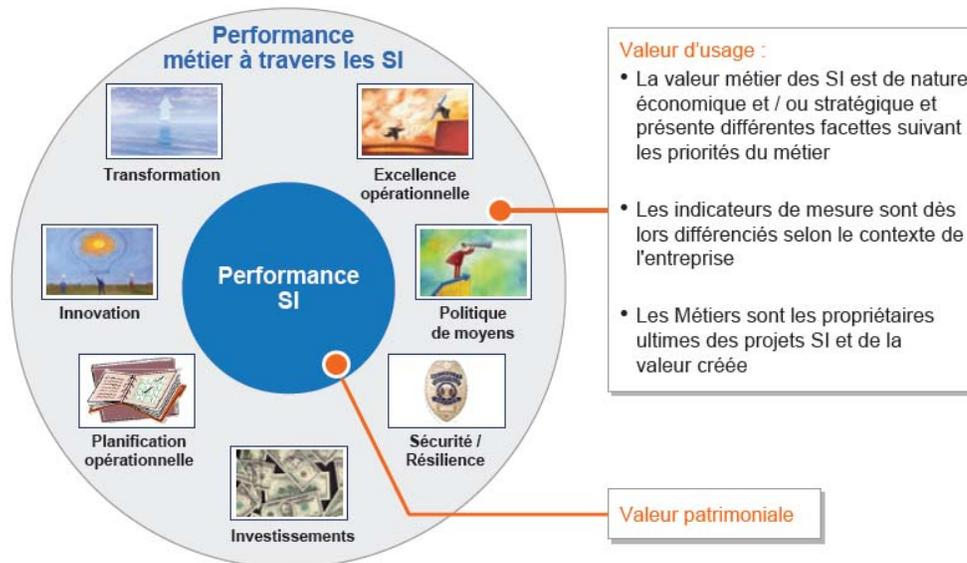 Performance
métier à travers les SI
Transformation
Excellence
opérationnelle
Innovation
Performance
SI
Politique
de moyens
Planification
opérationnelle
Sécurité /
Résilience
Investissements
Valeur d'usage :
• La valeur métier des SI est de nature
économique et / ou stratégique et
présente différentes facettes suivant
les priorités du métier
• Les indicateurs de mesure sont dès
lors différenciés selon le contexte de
l'entreprise
• Les Métiers sont les propriétaires
ultimes des projets SI et de la
valeur créée
Valeur patrimoniale